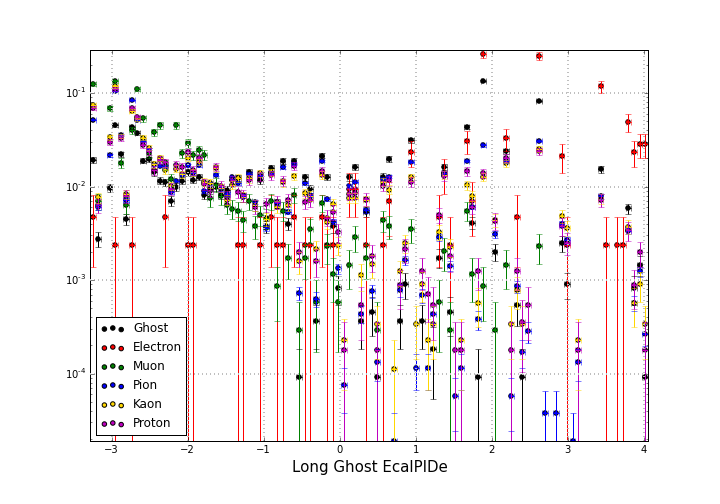 10⁻¹
10⁻²
10⁻³
10⁻⁴
Ghost
Electron
Muon
Pion
Kaon
Proton
−3 −2 −1 0 1 2 3 4
Long Ghost EcalPIDe